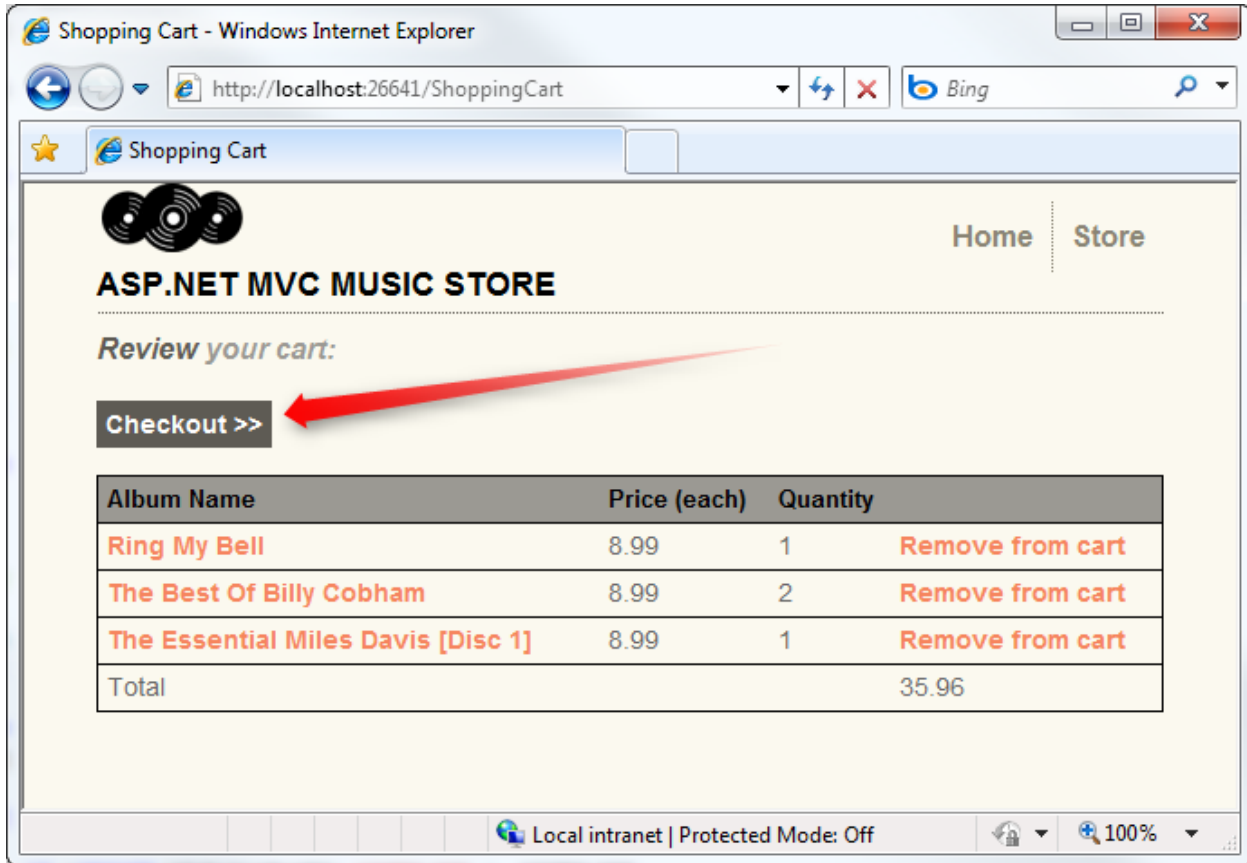 Shopping Cart - Windows Internet Explorer
http://localhost:26641/ShoppingCart Bing
Shopping Cart
Home Store
ASP.NET MVC MUSIC STORE
Review your cart:
Checkout >>
Album Name Price (each) Quantity
Ring My Bell 8.99 1 Remove from cart
The Best Of Billy Cobham 8.99 2 Remove from cart
The Essential Miles Davis [Disc 1] 8.99 1 Remove from cart
Total 35.96
Local intranet | Protected Mode: Off 100%